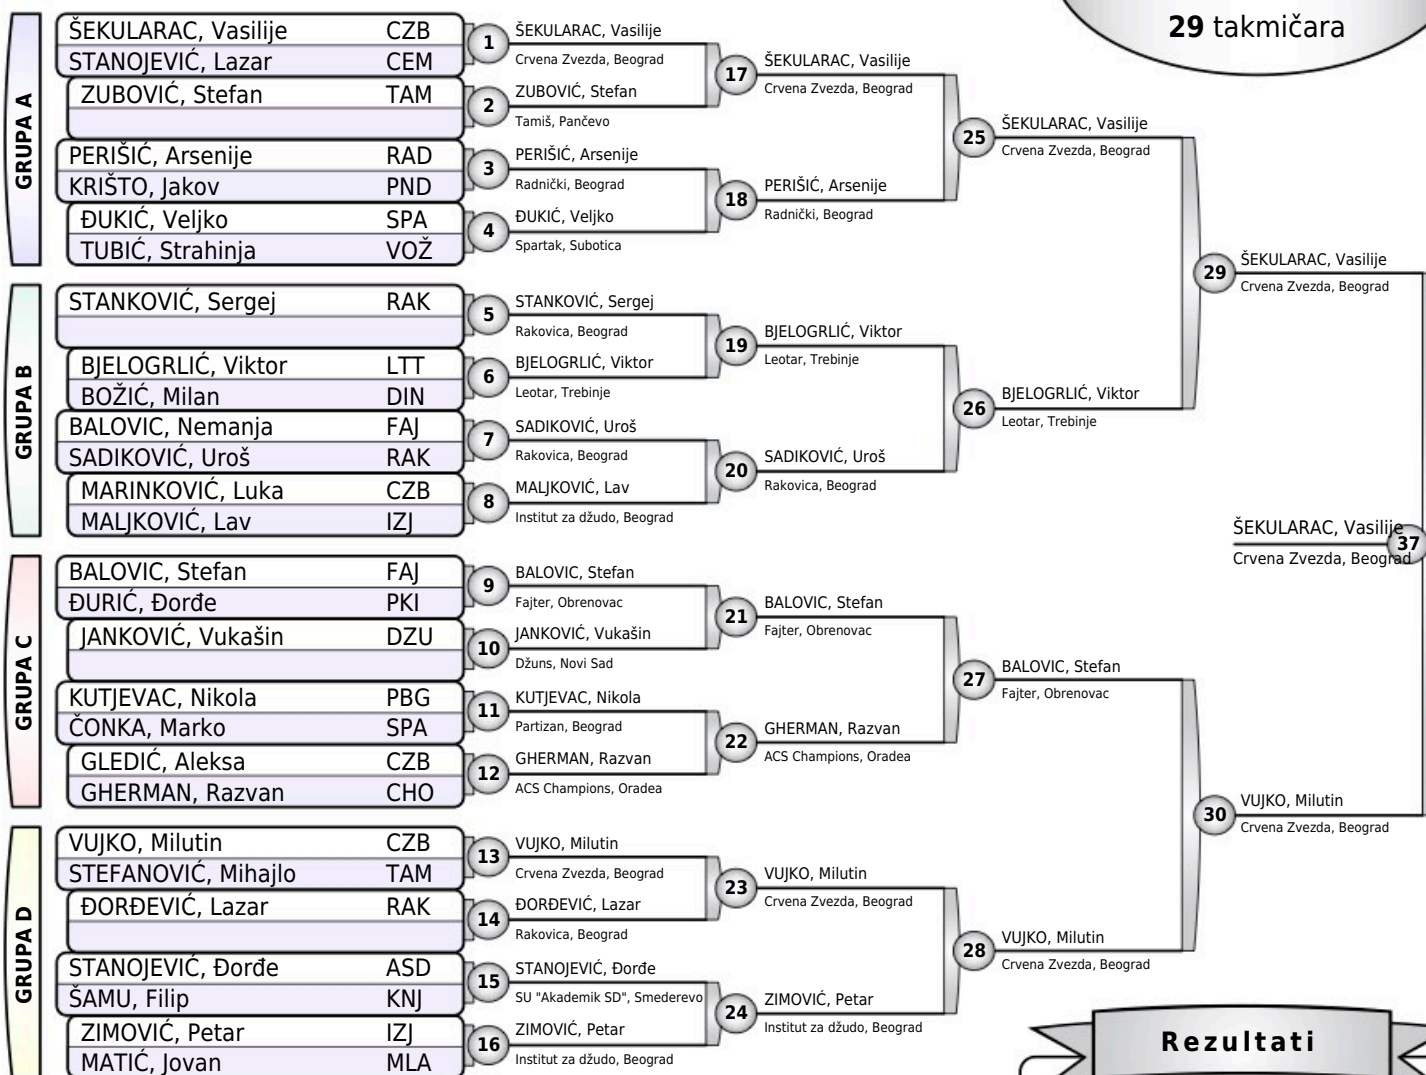 29 takmičara
GRUPA A
ŠEKULARAC, Vasilije CZB
STANOJEVIĆ, Lazar CEM
ZUBOVIĆ, Stefan TAM
PERIŠIĆ, Arsenije RAD
KRIŠTO, Jakov PND
ĐUKIĆ, Veljko SPA
TUBIĆ, Strahinja VOŽ
GRUPA B
STANKOVIĆ, Sergej RAK
BJELOGRLIĆ, Viktor LTT
BOŽIĆ, Milan DIN
BALOVIC, Nemanja FAJ
SADIKOVIĆ, Uroš RAK
MARINKOVIĆ, Luka CZB
MALJKOVIĆ, Lav IZJ
GRUPA C
BALOVIC, Stefan FAJ
ĐURIĆ, Đorđe PKI
JANKOVIĆ, Vukašin DZU
KUTJEVAC, Nikola PBG
ČONKA, Marko SPA
GLEDIĆ, Aleksa CZB
GHERMAN, Razvan CHO
GRUPA D
VUJKO, Milutin CZB
STEFANOVIĆ, Mihajlo TAM
ĐORĐEVIĆ, Lazar RAK
STANOJEVIĆ, Đorđe ASD
ŠAMU, Filip KNJ
ZIMOVIĆ, Petar IZJ
MATIĆ, Jovan MLA
1 ŠEKULARAC, Vasilije
Crvena Zvezda, Beograd
2 ZUBOVIĆ, Stefan
Tamiš, Pančevo
3 PERIŠIĆ, Arsenije
Radnički, Beograd
4 ĐUKIĆ, Veljko
Spartak, Subotica
5 STANKOVIĆ, Sergej
Rakovica, Beograd
6 BJELOGRLIĆ, Viktor
Leotar, Trebinje
7 SADIKOVIĆ, Uroš
Rakovica, Beograd
8 MALJKOVIĆ, Lav
Institut za džudo, Beograd
9 BALOVIC, Stefan
Fajter, Obrenovac
10 JANKOVIĆ, Vukašin
Džuns, Novi Sad
11 KUTJEVAC, Nikola
Partizan, Beograd
12 GHERMAN, Razvan
ACS Champions, Oradea
13 VUJKO, Milutin
Crvena Zvezda, Beograd
14 ĐORĐEVIĆ, Lazar
Rakovica, Beograd
15 STANOJEVIĆ, Đorđe
SU "Akademik SD", Smederevo
16 ZIMOVIĆ, Petar
Institut za džudo, Beograd
17 ŠEKULARAC, Vasilije
Crvena Zvezda, Beograd
18 PERIŠIĆ, Arsenije
Radnički, Beograd
19 BJELOGRLIĆ, Viktor
Leotar, Trebinje
20 SADIKOVIĆ, Uroš
Rakovica, Beograd
21 BALOVIC, Stefan
Fajter, Obrenovac
22 GHERMAN, Razvan
ACS Champions, Oradea
23 VUJKO, Milutin
Crvena Zvezda, Beograd
24 ZIMOVIĆ, Petar
Institut za džudo, Beograd
25 ŠEKULARAC, Vasilije
Crvena Zvezda, Beograd
26 BJELOGRLIĆ, Viktor
Leotar, Trebinje
27 BALOVIC, Stefan
Fajter, Obrenovac
28 VUJKO, Milutin
Crvena Zvezda, Beograd
29 ŠEKULARAC, Vasilije
Crvena Zvezda, Beograd
30 VUJKO, Milutin
Crvena Zvezda, Beograd
ŠEKULARAC, Vasilije 37
Crvena Zvezda, Beograd
Rezultati